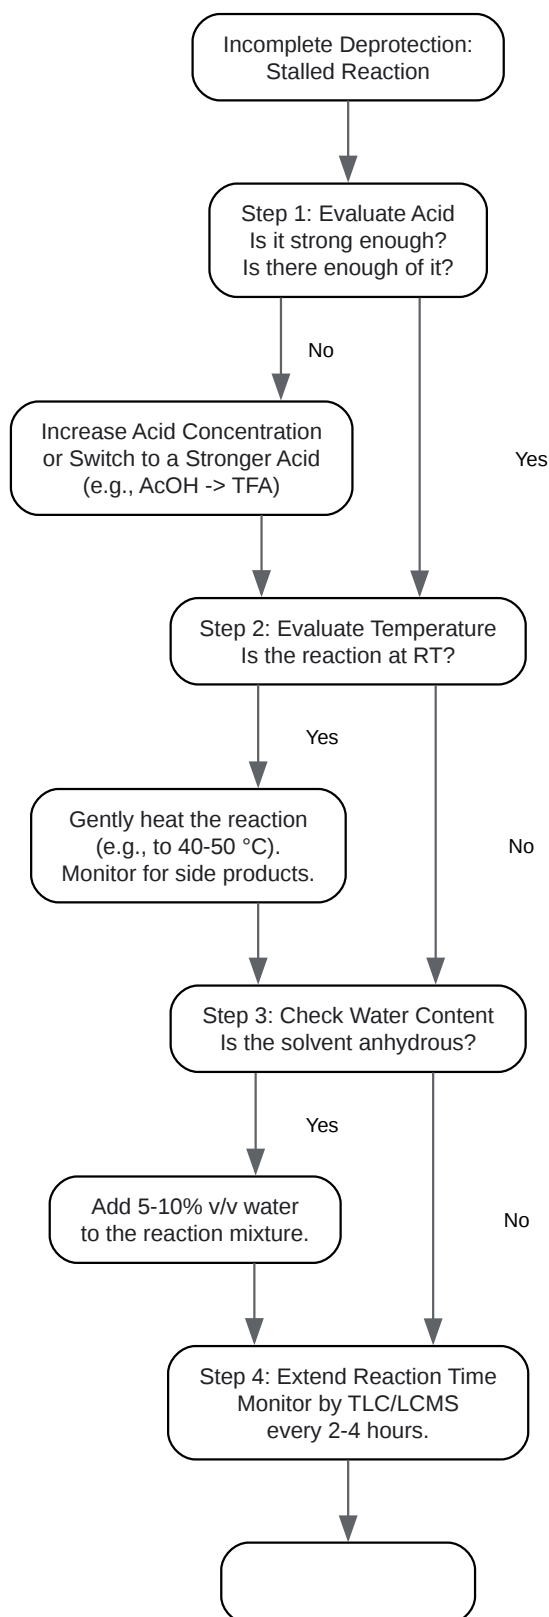 Incomplete Deprotection:
Stalled Reaction
Step 1: Evaluate Acid
Is it strong enough?
Is there enough of it?
No
Increase Acid Concentration
or Switch to a Stronger Acid
(e.g., AcOH -> TFA)
Yes
Step 2: Evaluate Temperature
Is the reaction at RT?
Yes
Gently heat the reaction
(e.g., to 40-50 °C).
Monitor for side products.
No
Step 3: Check Water Content
Is the solvent anhydrous?
Yes
Add 5-10% v/v water
to the reaction mixture.
No
Step 4: Extend Reaction Time
Monitor by TLC/LCMS
every 2-4 hours.